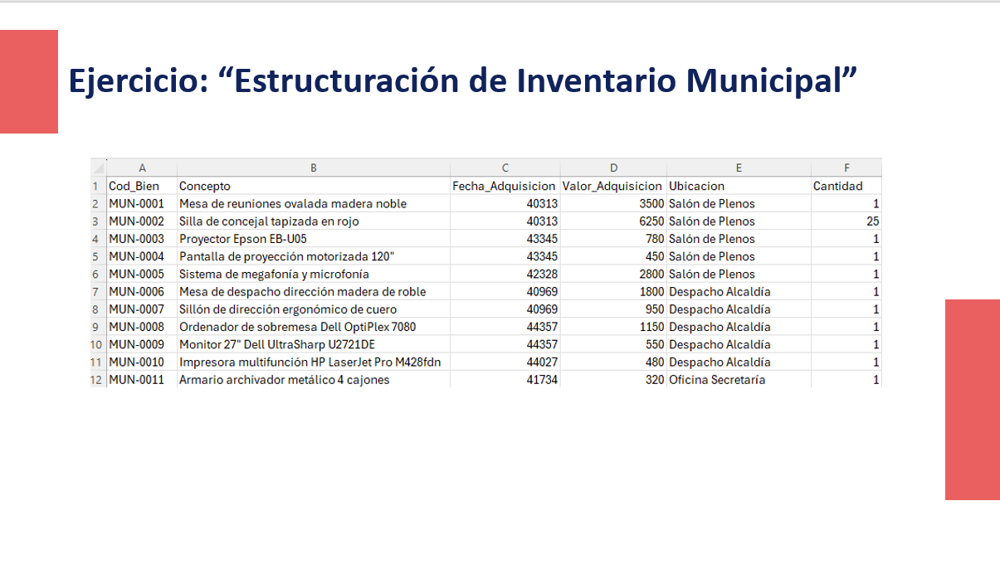 Ejercicio: “Estructuración de Inventario Municipal”
A B C D E F
1 Cod_Bien Concepto Fecha_Adquisicion Valor_Adquisicion Ubicacion Cantidad
2 MUN-0001 Mesa de reuniones ovalada madera noble 40313 3500 Salón de Plenos 1
3 MUN-0002 Silla de concejal tapizada en rojo 40313 6250 Salón de Plenos 25
4 MUN-0003 Proyector Epson EB-U05 43345 780 Salón de Plenos 1
5 MUN-0004 Pantalla de proyección motorizada 120" 43345 450 Salón de Plenos 1
6 MUN-0005 Sistema de megafonía y microfonía 42328 2800 Salón de Plenos 1
7 MUN-0006 Mesa de despacho dirección madera de roble 40969 1800 Despacho Alcaldía 1
8 MUN-0007 Sillón de dirección ergonómico de cuero 40969 950 Despacho Alcaldía 1
9 MUN-0008 Ordenador de sobremesa Dell OptiPlex 7080 44357 1150 Despacho Alcaldía 1
10 MUN-0009 Monitor 27" Dell UltraSharp U2721DE 44357 550 Despacho Alcaldía 1
11 MUN-0010 Impresora multifunción HP LaserJet Pro M428fdn 44027 480 Despacho Alcaldía 1
12 MUN-0011 Armario archivador metálico 4 cajones 41734 320 Oficina Secretaría 1